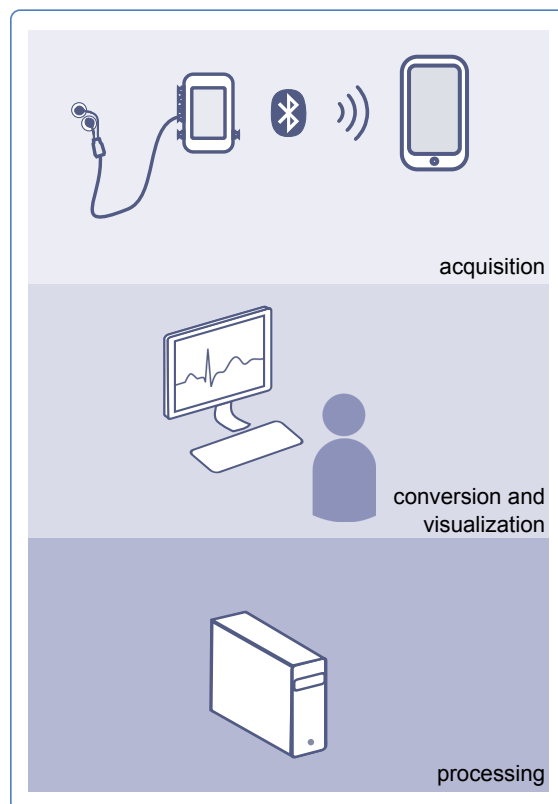 acquisition
conversion and
visualization
processing